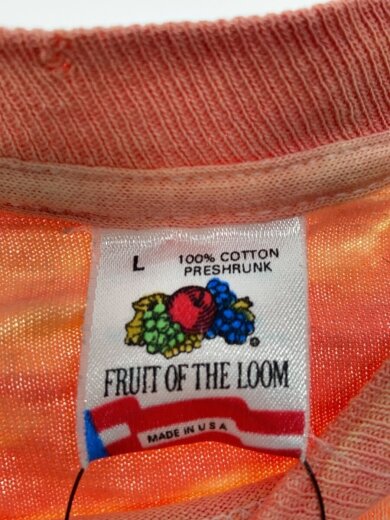 L
100% COTTON
PRESHRUNK
®
FRUIT OF THE LOOM
MADE IN U S A